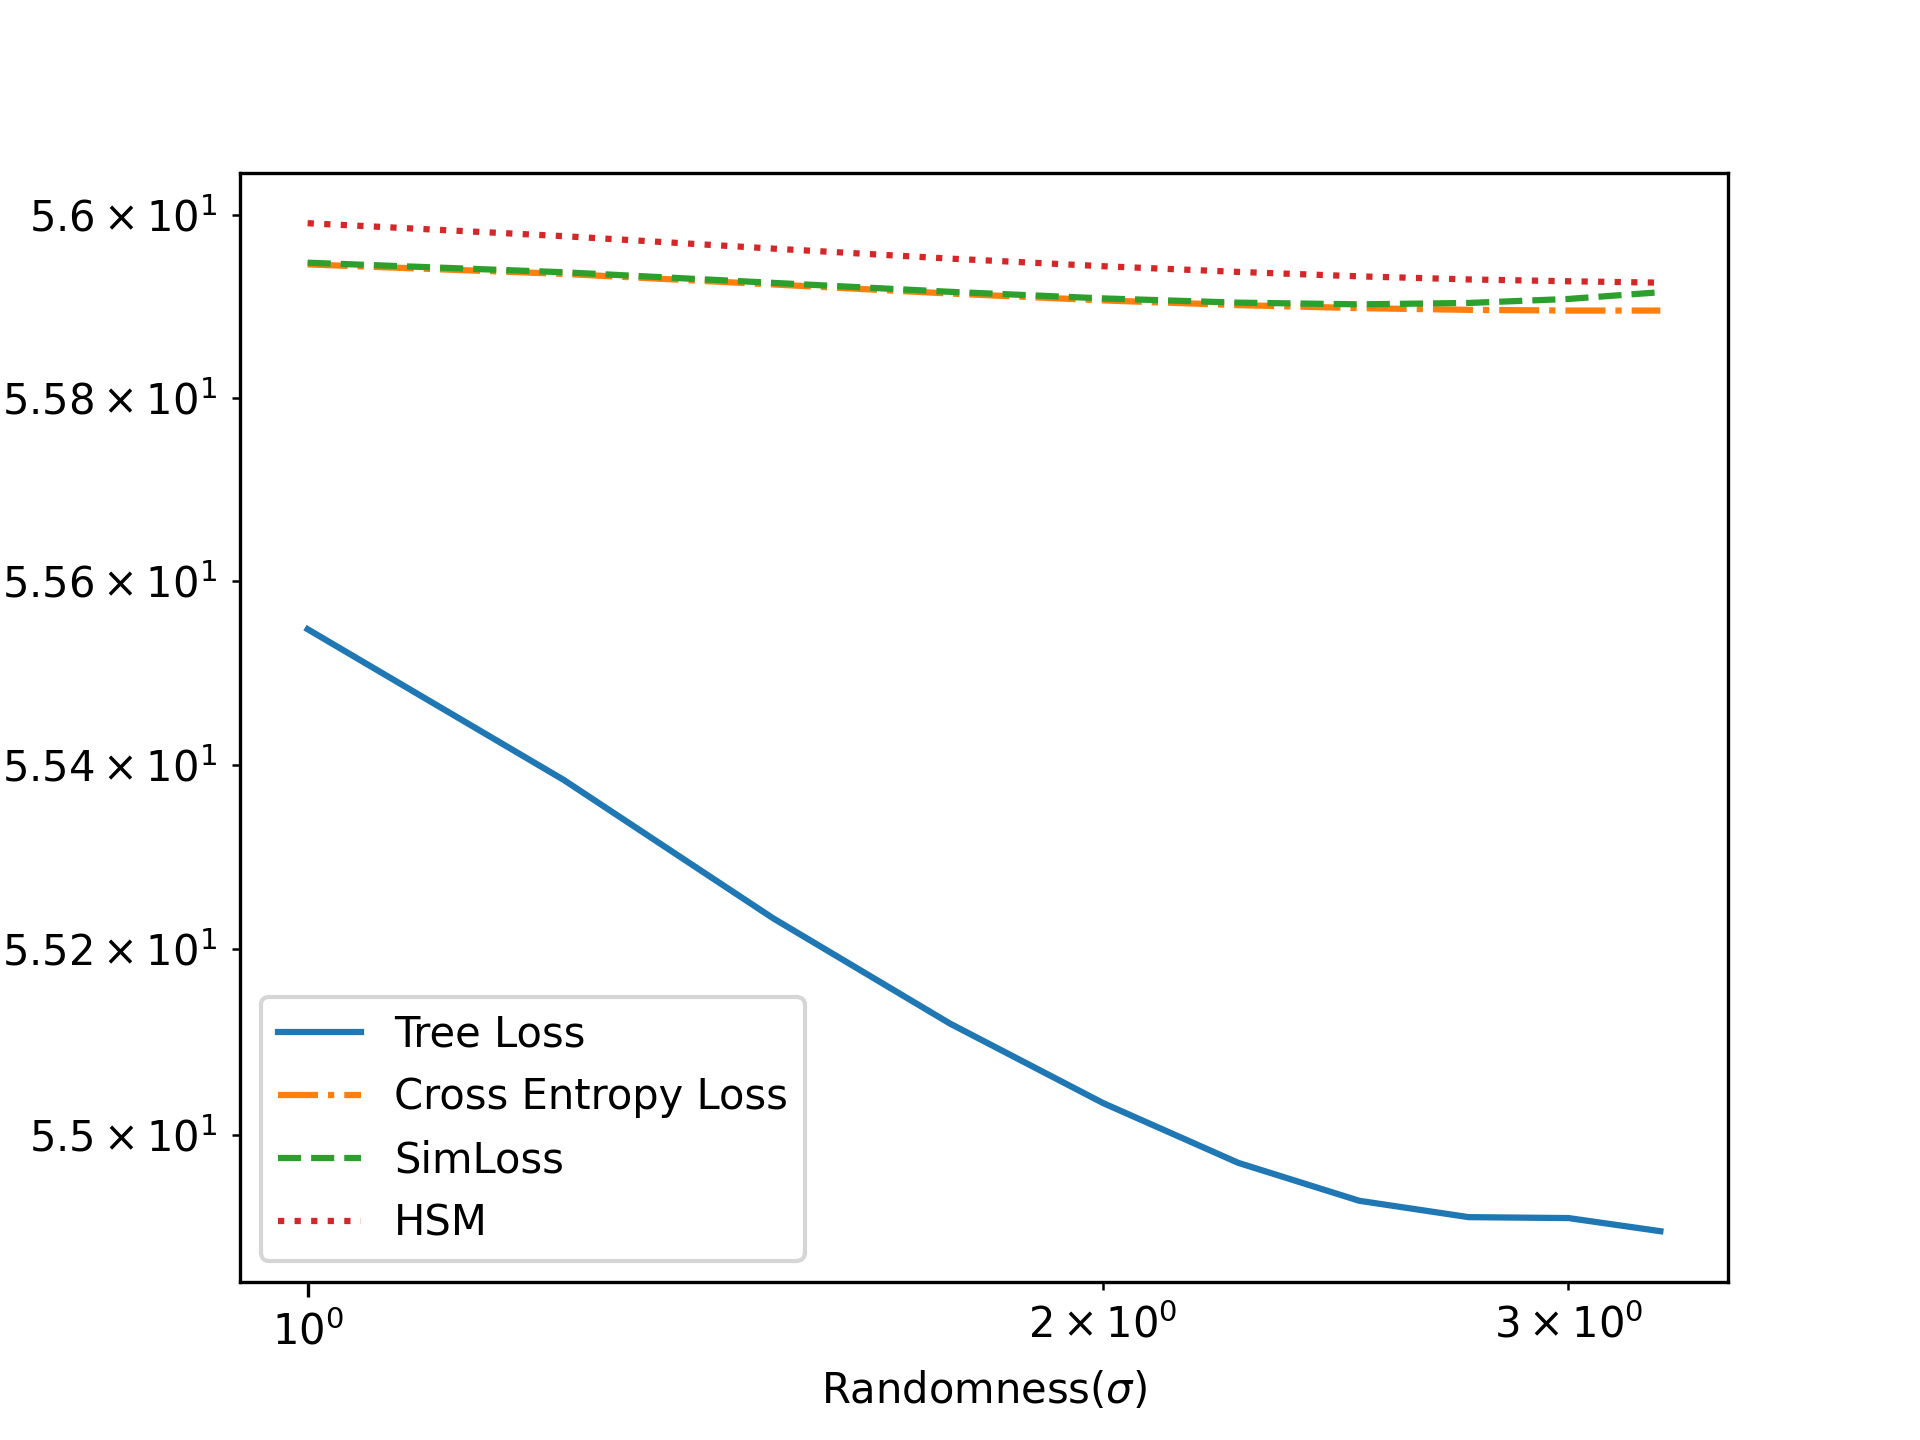 5.6 × 10¹
5.58 × 10¹
5.56 × 10¹
5.54 × 10¹
5.52 × 10¹
5.5 × 10¹
Tree Loss
Cross Entropy Loss
SimLoss
HSM
10⁰
2 × 10⁰
3 × 10⁰
Randomness(σ)